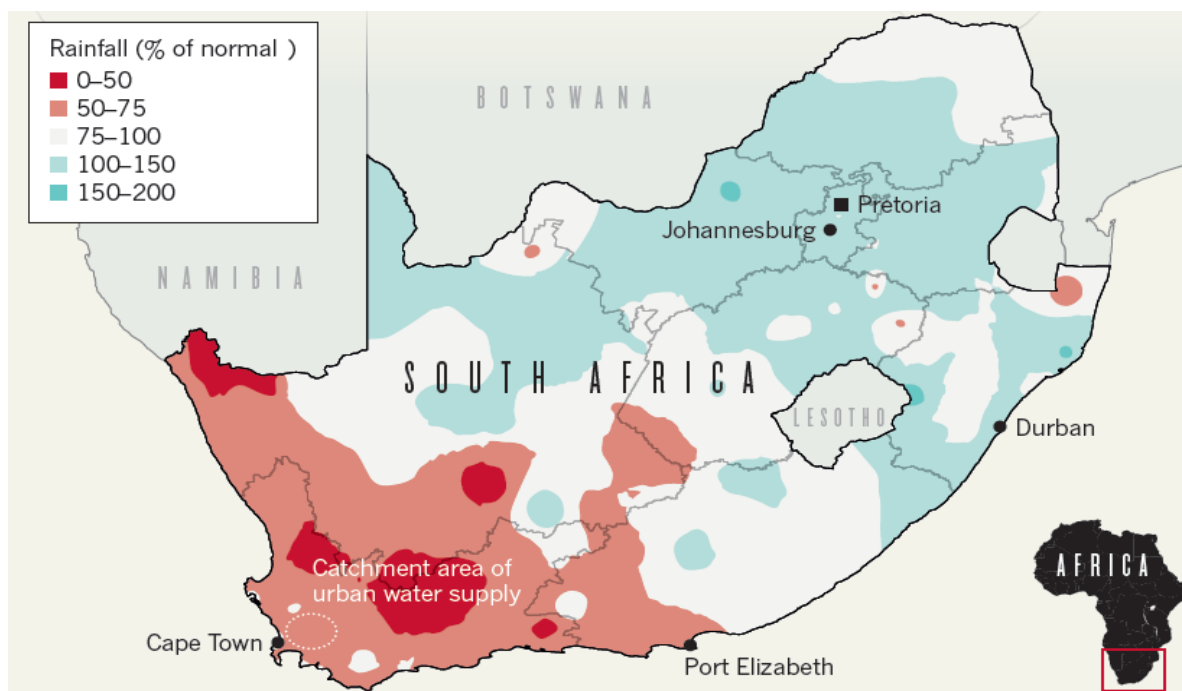 Rainfall (% of normal )
0–50
50–75
75–100
100–150
150–200
BOTSWANA
NAMIBIA
Pretoria
Johannesburg
SOUTH AFRICA
LESOTHO
Durban
Catchment area of
urban water supply
Cape Town
Port Elizabeth
AFRICA